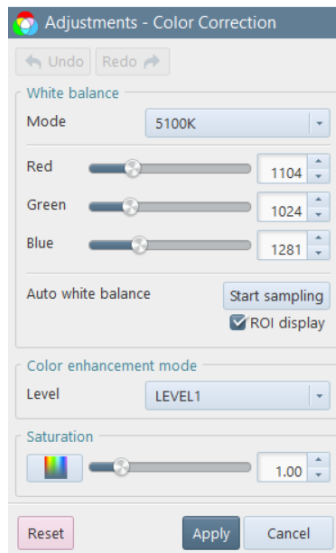 Adjustments - Color Correction
Undo Redo
White balance
Mode 5100K
Red 1104
Green 1024
Blue 1281
Auto white balance Start sampling
ROI display
Color enhancement mode
Level LEVEL1
Saturation
1.00
Reset Apply Cancel